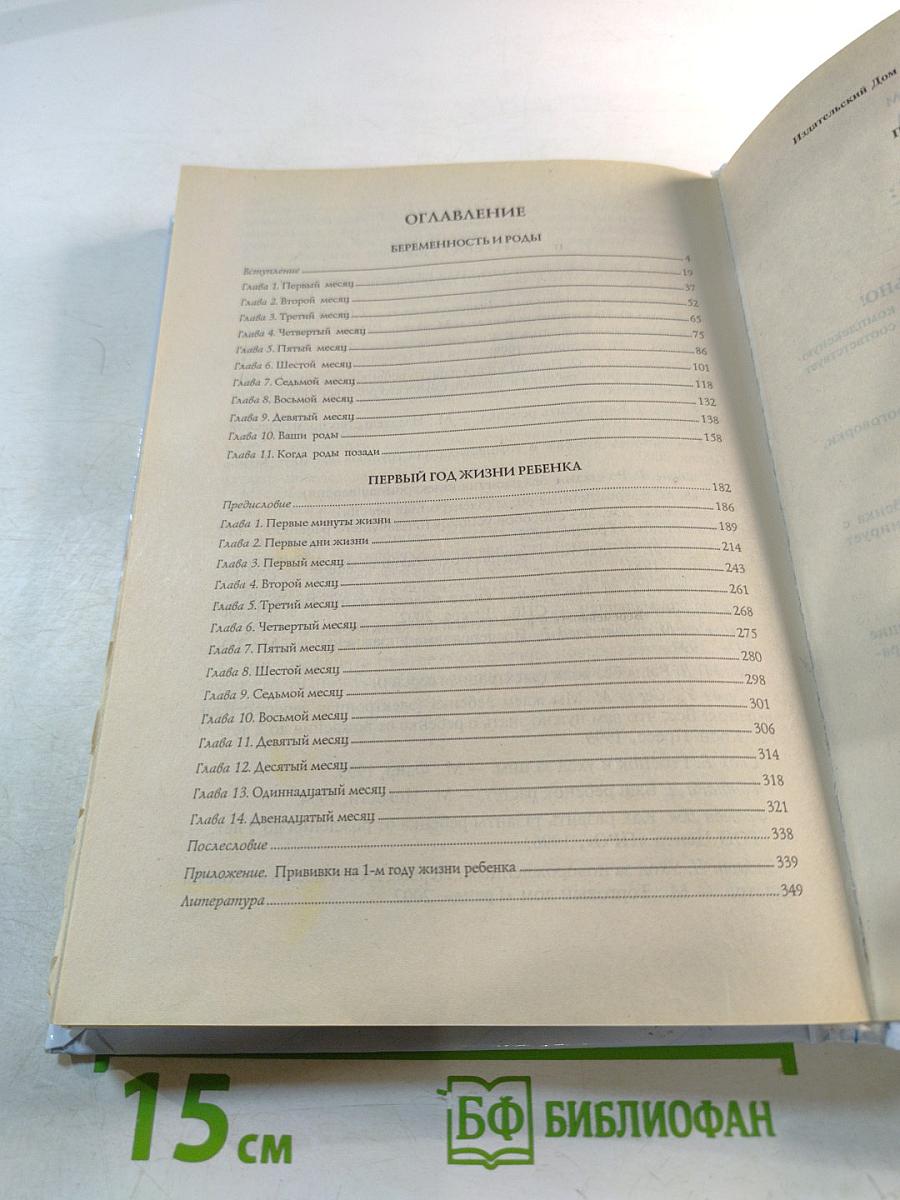 ОГЛАВЛЕНИЕ
БЕРЕМЕННОСТЬ И РОДЫ
Вступление 4
Глава 1. Первый месяц 19
Глава 2. Второй месяц 37
Глава 3. Третий месяц 52
Глава 4. Четвертый месяц 65
Глава 5. Пятый месяц 75
Глава 6. Шестой месяц 86
Глава 7. Седьмой месяц 101
Глава 8. Восьмой месяц 118
Глава 9. Девятый месяц 132
Глава 10. Ваши роды 138
Глава 11. Когда роды позади 158
ПЕРВЫЙ ГОД ЖИЗНИ РЕБЕНКА
Предисловие 182
Глава 1. Первые минуты жизни 186
Глава 2. Первые дни жизни 189
Глава 3. Первый месяц 214
Глава 4. Второй месяц 243
Глава 5. Третий месяц 261
Глава 6. Четвертый месяц 268
Глава 7. Пятый месяц 275
Глава 8. Шестой месяц 280
Глава 9. Седьмой месяц 298
Глава 10. Восьмой месяц 301
Глава 11. Девятый месяц 306
Глава 12. Десятый месяц 314
Глава 13. Одиннадцатый месяц 318
Глава 14. Двенадцатый месяц 321
Послесловие 338
Приложение. Прививки на 1-м году жизни ребенка 339
Литература 349
Издательский Дом
15 см
БФ БИБЛИОФАН